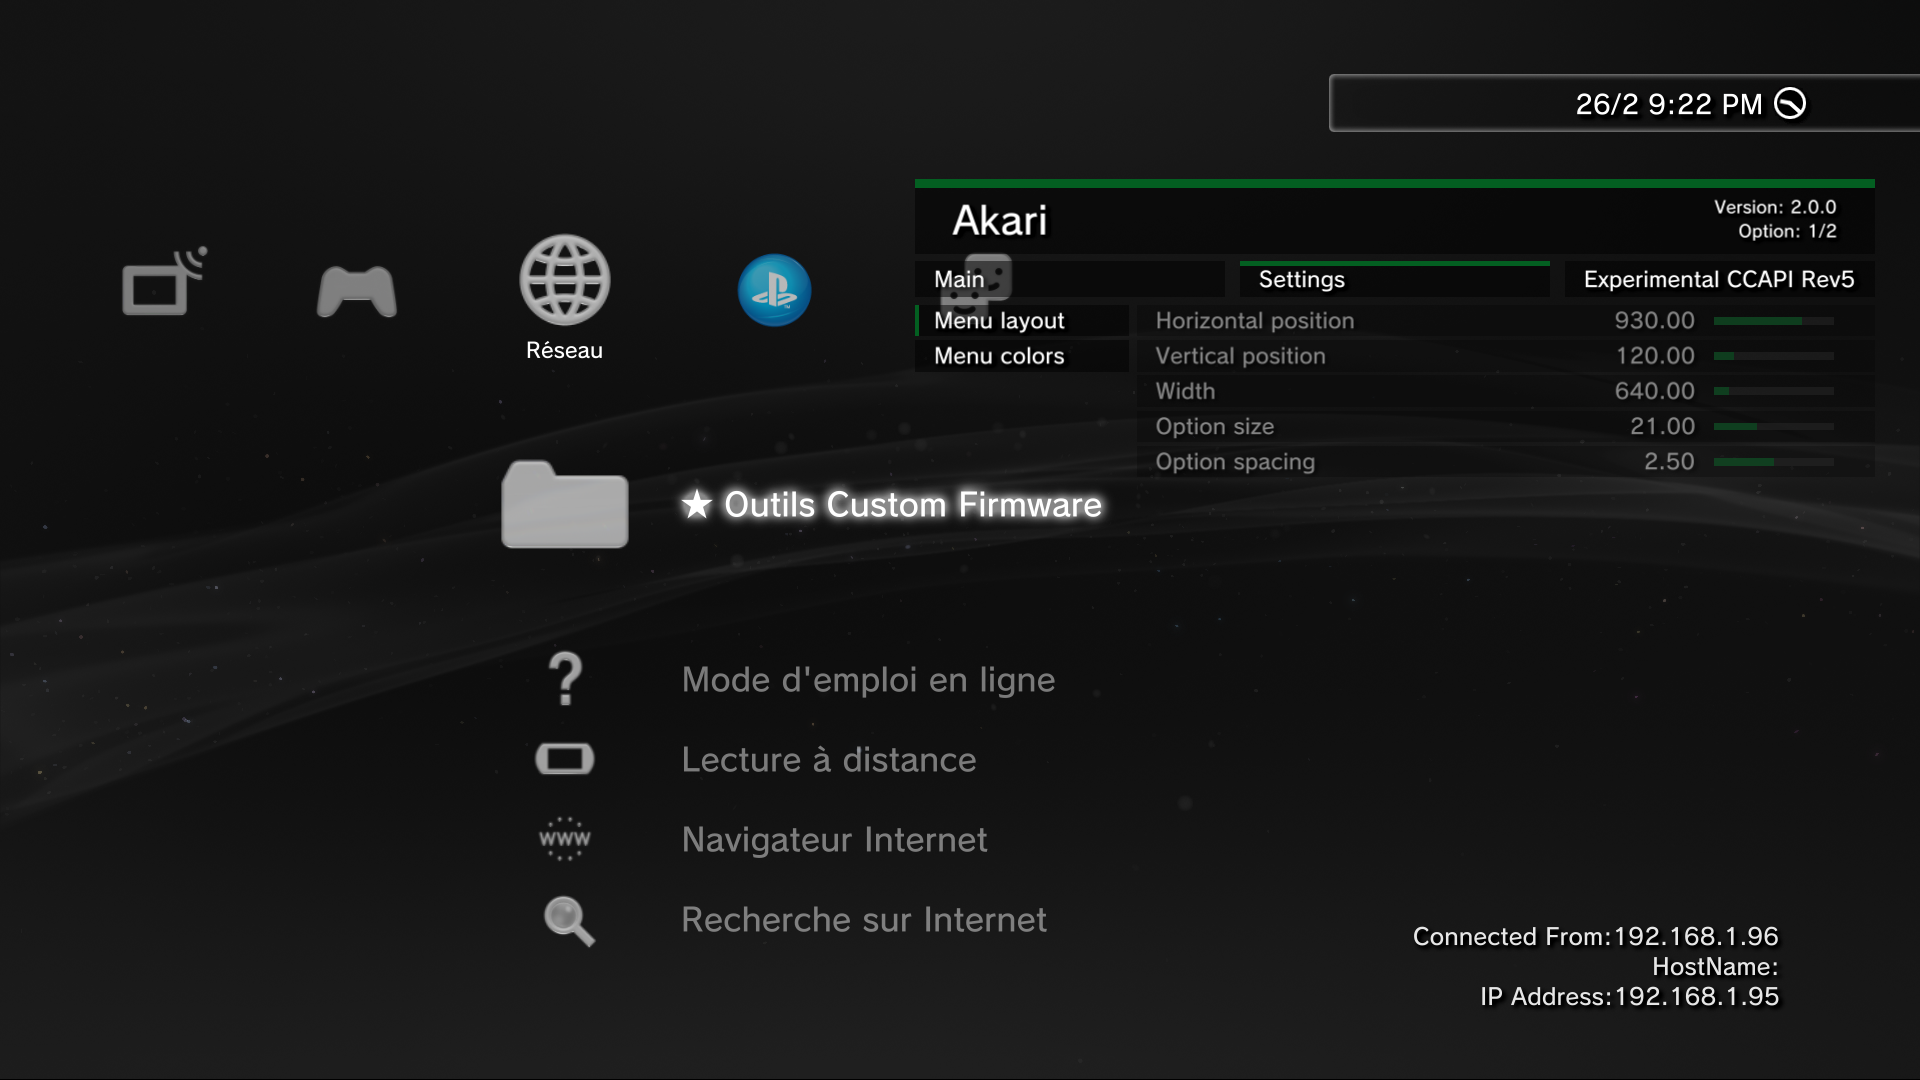 26/2 9:22 PM
Akari
Version: 2.0.0
Option: 1/2
Main
Settings
Experimental CCAPI Rev5
Menu layout
Menu colors
Horizontal position 930.00
Vertical position 120.00
Width 640.00
Option size 21.00
Option spacing 2.50
Réseau
★ Outils Custom Firmware
Mode d'emploi en ligne
Lecture à distance
www
Navigateur Internet
Recherche sur Internet
Connected From:192.168.1.96
HostName:
IP Address:192.168.1.95